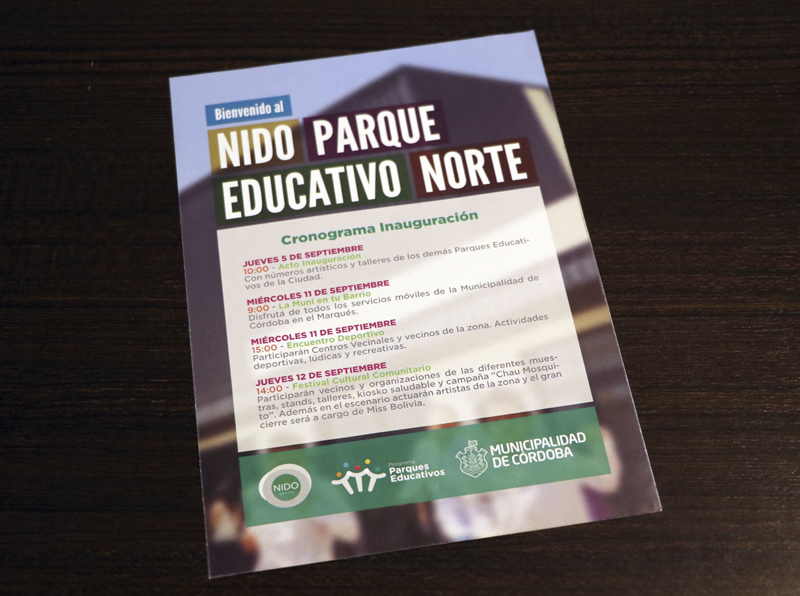 Bienvenido al
NIDO PARQUE
EDUCATIVO NORTE
Cronograma Inauguración
JUEVES 5 DE SEPTIEMBRE
10:00 - Acto Inauguración
Con números artísticos y talleres de los demás Parques Educati-
vos de la Ciudad.
MIÉRCOLES 11 DE SEPTIEMBRE
9:00 - La Muni en tu Barrio
Disfrutá de todos los servicios móviles de la Municipalidad de
Córdoba en el Marqués.
MIÉRCOLES 11 DE SEPTIEMBRE
15:00 - Encuentro Deportivo
Participarán Centros Vecinales y vecinos de la zona. Actividades
deportivas, lúdicas y recreativas.
JUEVES 12 DE SEPTIEMBRE
14:00 - Festival Cultural Comunitario
Participarán vecinos y organizaciones de las diferentes mues-
tras, stands, talleres, kiosko saludable y campaña “Chau Mosqui-
to”. Además en el escenario actuarán artistas de la zona y el gran
cierre será a cargo de Miss Bolivia.
NIDO
Programa
Parques
Educativos
MUNICIPALIDAD
DE CÓRDOBA